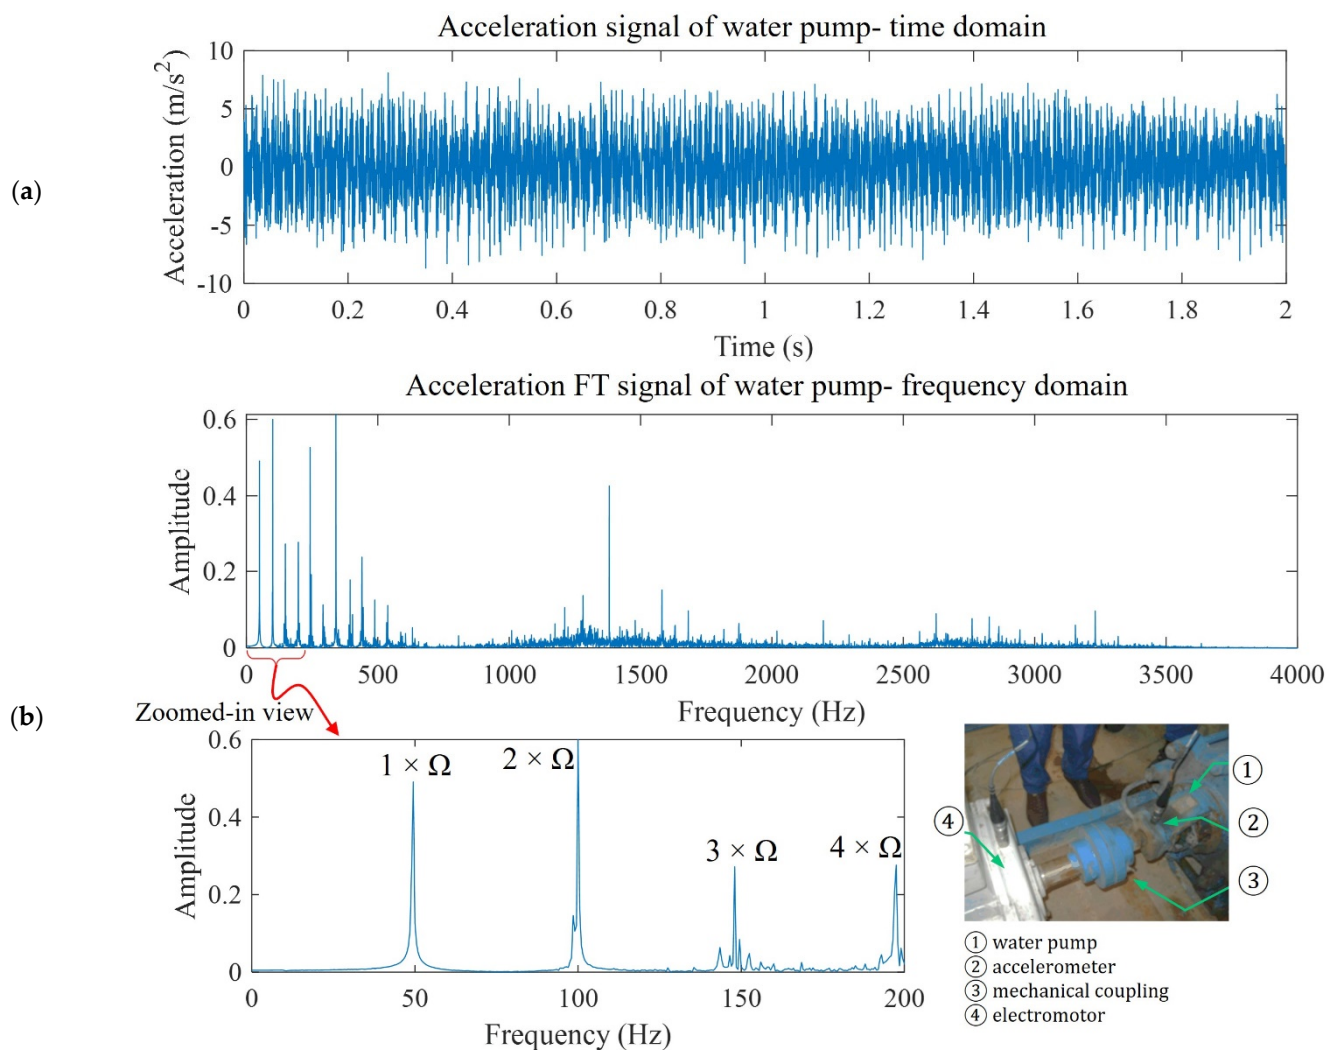 Acceleration signal of water pump- time domain
Acceleration (m/s²)
10
5
0
-5
-10
0 0.2 0.4 0.6 0.8 1 1.2 1.4 1.6 1.8 2
Time (s)
(a)
Acceleration FT signal of water pump- frequency domain
Amplitude
0.6
0.4
0.2
0
0 500 1000 1500 2000 2500 3000 3500 4000
Frequency (Hz)
(b)
Zoomed-in view
Amplitude
0.6
0.4
0.2
0
1 × Ω
2 × Ω
3 × Ω
4 × Ω
0 50 100 150 200
Frequency (Hz)
①
②
③
④
① water pump
② accelerometer
③ mechanical coupling
④ electromotor